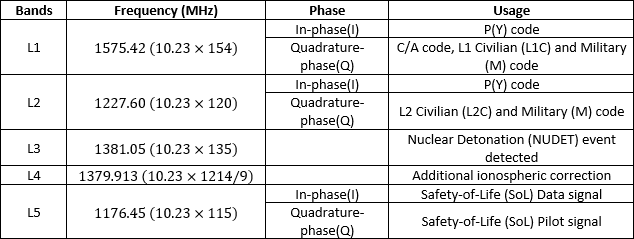 Bands Frequency (MHz) Phase Usage
L1 1575.42 (10.23 × 154) In-phase(I) P(Y) code
Quadrature-
phase(Q)
C/A code, L1 Civilian (L1C) and Military
(M) code
L2 1227.60 (10.23 × 120) In-phase(I) P(Y) code
Quadrature-
phase(Q)
L2 Civilian (L2C) and Military (M) code
L3 1381.05 (10.23 × 135) Nuclear Detonation (NUDET) event
detected
L4 1379.913 (10.23 × 1214/9) Additional ionospheric correction
L5 1176.45 (10.23 × 115) In-phase(I) Safety-of-Life (SoL) Data signal
Quadrature-
phase(Q)
Safety-of-Life (SoL) Pilot signal